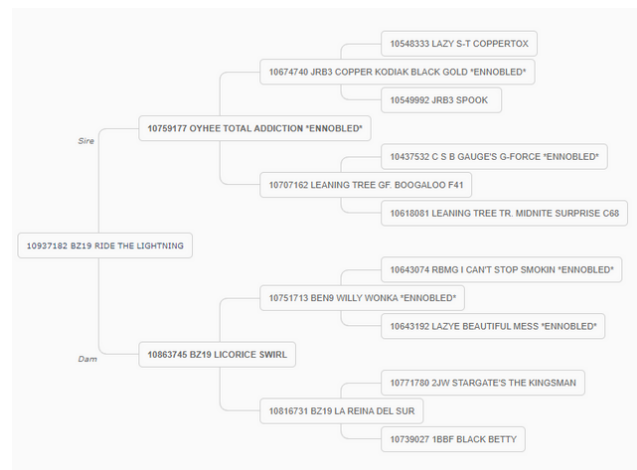 10548333 LAZY S-T COPPERTOX
10674740 JRB3 COPPER KODIAK BLACK GOLD *ENNOBLED*
10549992 JRB3 SPOOK
10759177 OYHEE TOTAL ADDICTION *ENNOBLED*
Sire
10437532 C S B GAUGE'S G-FORCE *ENNOBLED*
10707162 LEANING TREE GF. BOOGALOO F41
10618081 LEANING TREE TR. MIDNITE SURPRISE C68
10937182 BZ19 RIDE THE LIGHTNING
10643074 RBMG I CAN'T STOP SMOKIN *ENNOBLED*
10751713 BEN9 WILLY WONKA *ENNOBLED*
10643192 LAZYE BEAUTIFUL MESS *ENNOBLED*
Dam
10863745 BZ19 LICORICE SWIRL
10771780 2JW STARGATE'S THE KINGSMAN
10816731 BZ19 LA REINA DEL SUR
10739027 1BBF BLACK BETTY